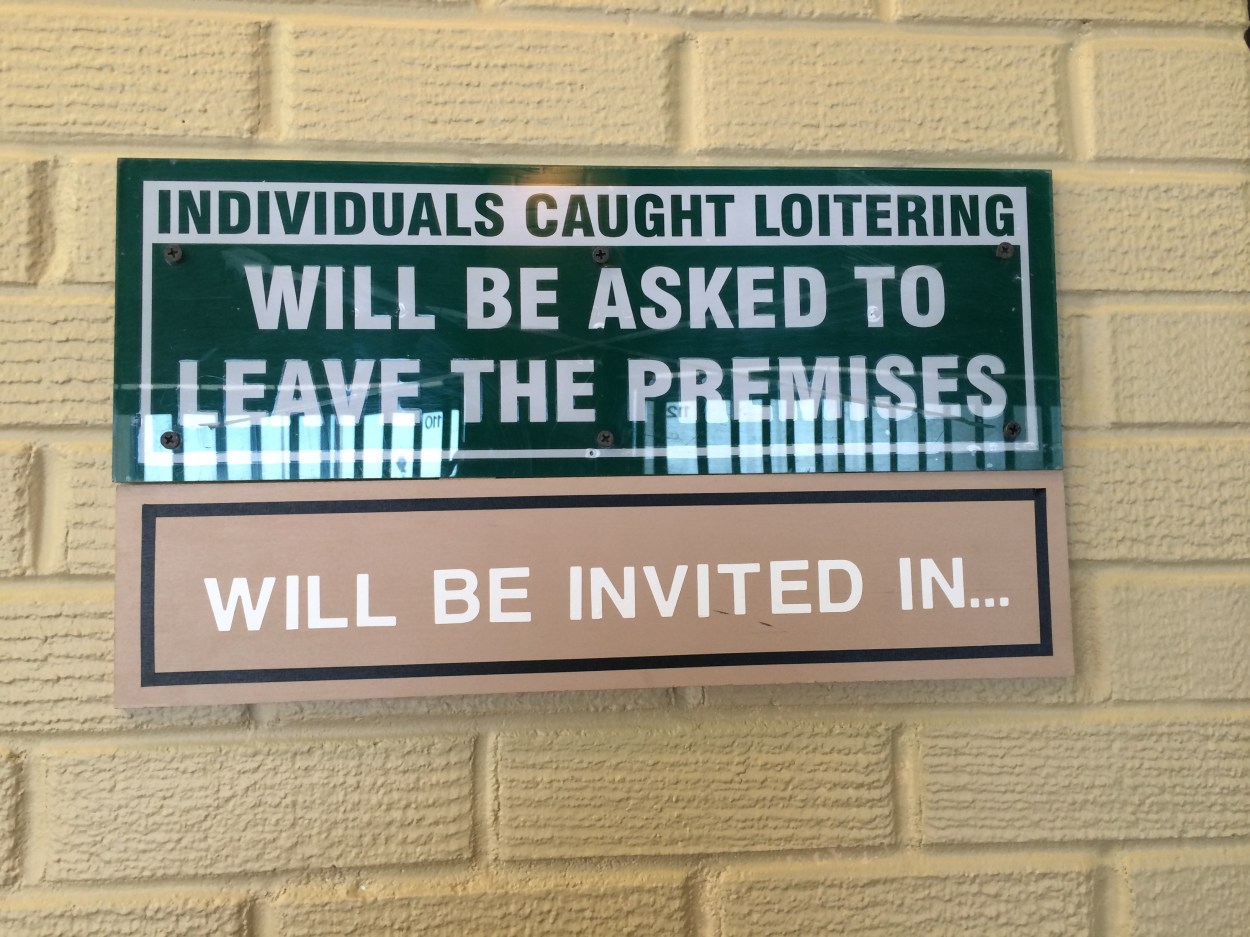 INDIVIDUALS CAUGHT LOITERING
WILL BE ASKED TO
LEAVE THE PREMISES
WILL BE INVITED IN...